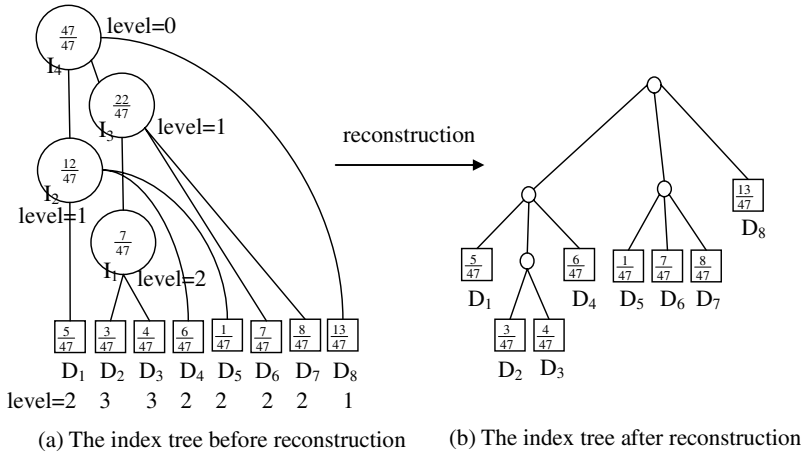 47/47 level=0
I4
22/47
I3 level=1
12/47
I2
level=1
7/47
I1 level=2
5/47 3/47 4/47 6/47 1/47 7/47 8/47 13/47
D1 D2 D3 D4 D5 D6 D7 D8
level=2 3 3 2 2 2 2 1
(a) The index tree before reconstruction
reconstruction
13/47
D8
5/47 6/47 1/47 7/47 8/47
D1 D4 D5 D6 D7
3/47 4/47
D2 D3
(b) The index tree after reconstruction